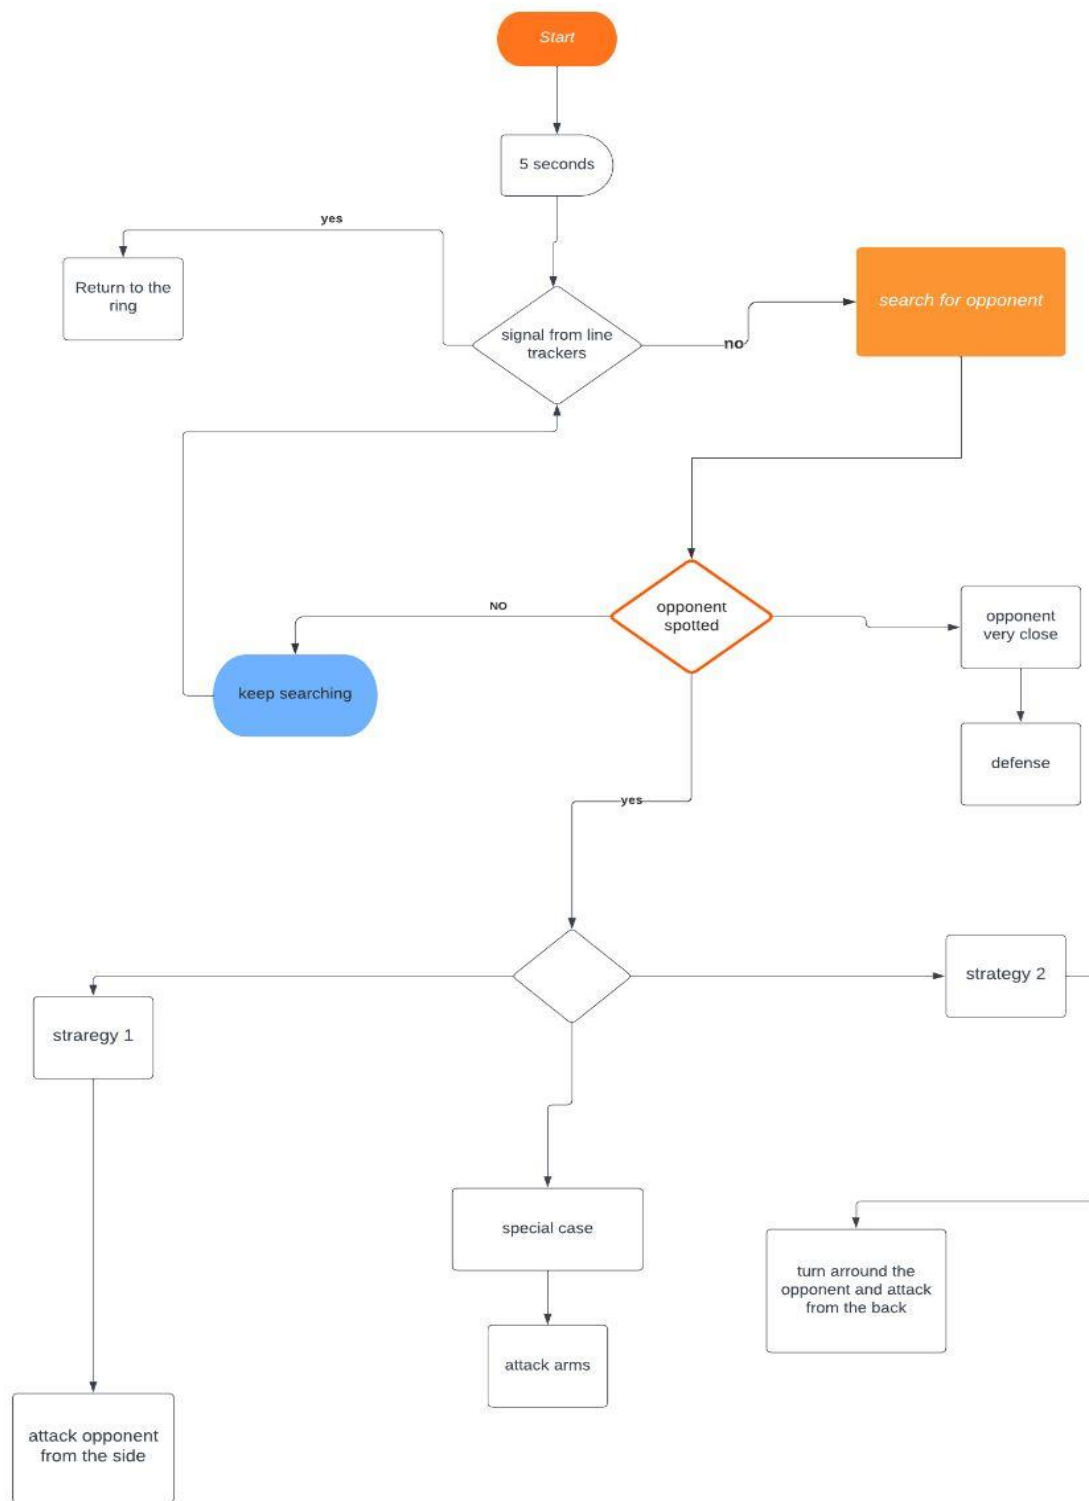 Start
5 seconds
yes
Return to the
ring
signal from line
trackers
no
search for opponent
opponent
spotted
NO
keep searching
opponent
very close
defense
yes
straregy 1
strategy 2
special case
turn arround the
opponent and attack
from the back
attack arms
attack opponent
from the side